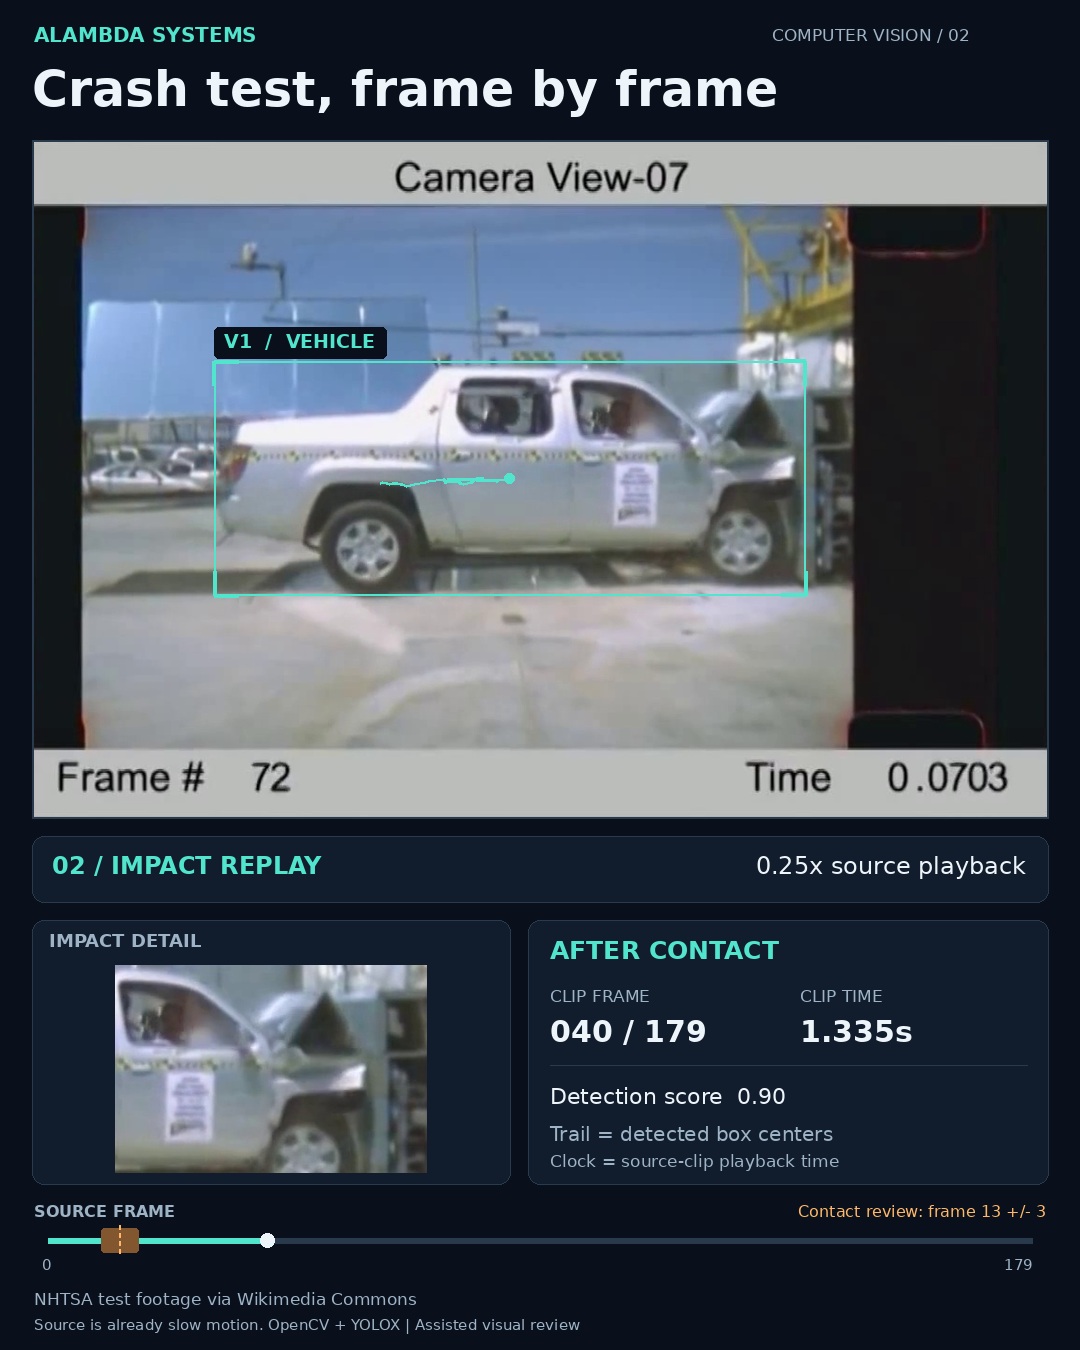 ALAMBDA SYSTEMS
COMPUTER VISION / 02
Crash test, frame by frame
Camera View-07
V1 / VEHICLE
Frame # 72
Time 0.0703
02 / IMPACT REPLAY
0.25x source playback
IMPACT DETAIL
AFTER CONTACT
CLIP FRAME
CLIP TIME
040 / 179
1.335s
Detection score 0.90
Trail = detected box centers
Clock = source-clip playback time
SOURCE FRAME
Contact review: frame 13 +/- 3
0
179
NHTSA test footage via Wikimedia Commons
Source is already slow motion. OpenCV + YOLOX | Assisted visual review